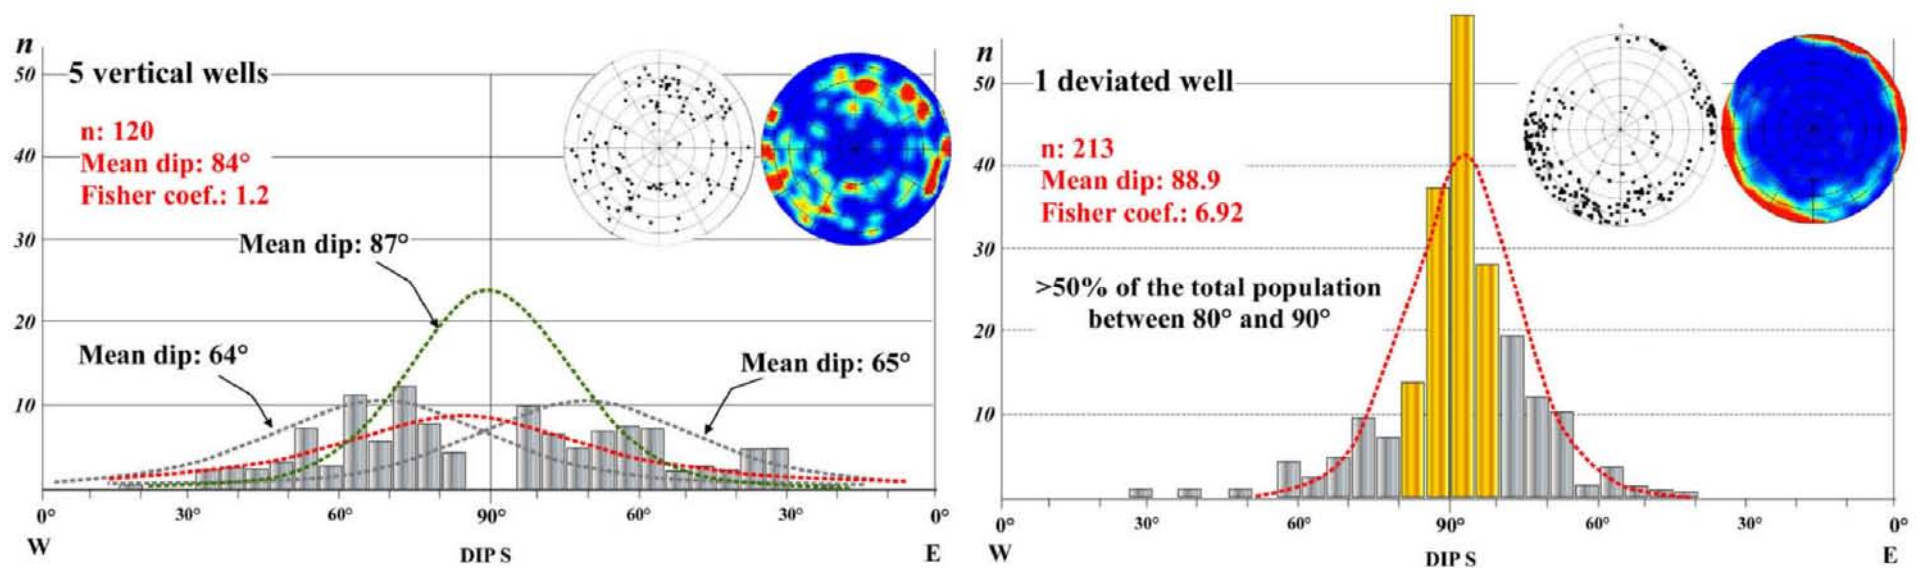 n
50
5 vertical wells
n: 120
40
Mean dip: 84°
Fisher coef.: 1.2
30
Mean dip: 87°
20
Mean dip: 64°
Mean dip: 65°
10
0°
30°
60°
90°
60°
30°
0°
W
DIP S
E
n
50
1 deviated well
n: 213
40
Mean dip: 88.9
Fisher coef.: 6.92
30
>50% of the total population
between 80° and 90°
20
10
0°
30°
60°
90°
60°
30°
0°
W
DIP S
E